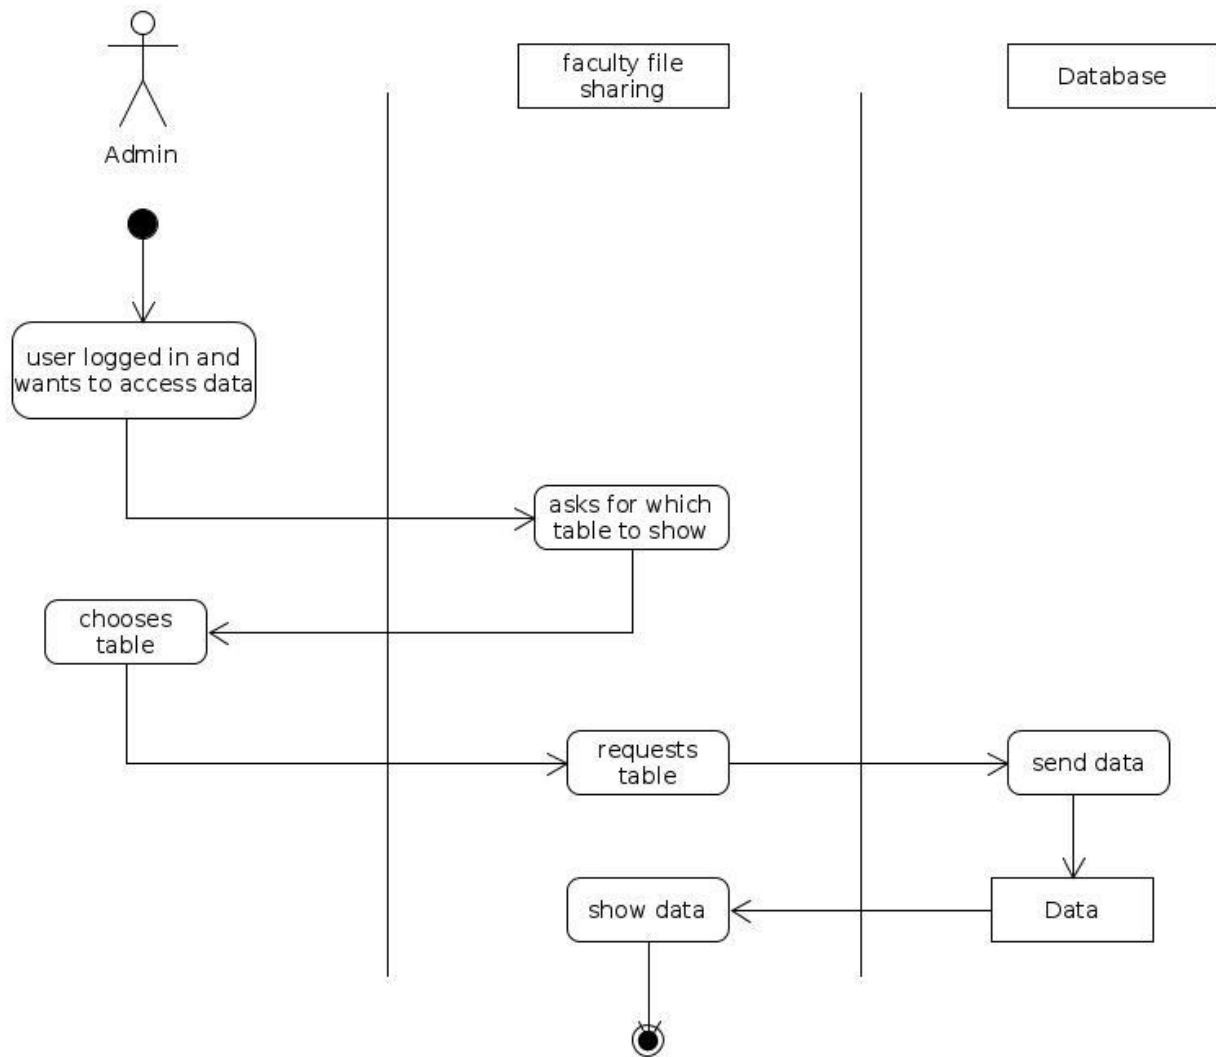 faculty file
sharing
Database
Admin
user logged in and
wants to access data
asks for which
table to show
chooses
table
requests
table
send data
show data
Data